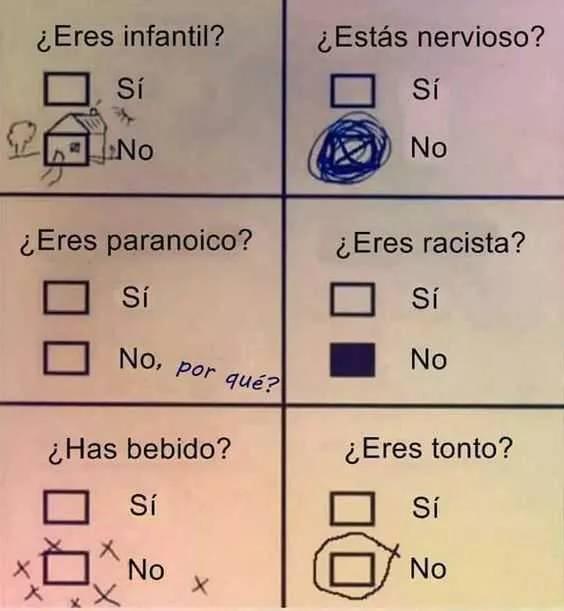 ¿Eres infantil?
Sí
No
¿Estás nervioso?
Sí
No
¿Eres paranoico?
Sí
No, por qué?
¿Eres racista?
Sí
No
¿Has bebido?
Sí
No
¿Eres tonto?
Sí
No